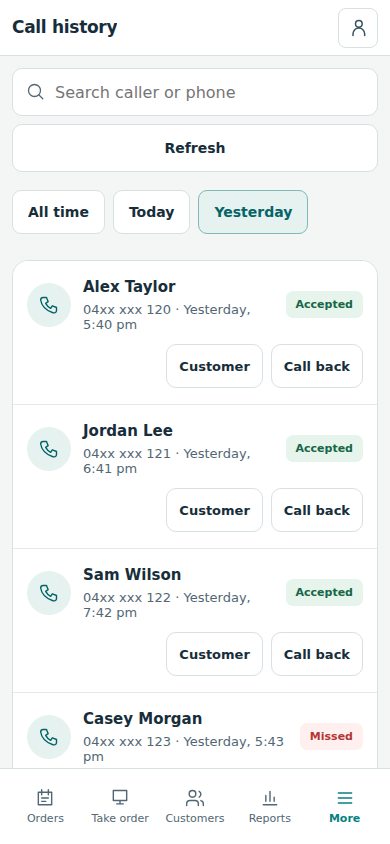 Call history
Search caller or phone
Refresh
All time
Today
Yesterday
Alex Taylor
04xx xxx 120 · Yesterday,
5:40 pm
Accepted
Customer
Call back
Jordan Lee
04xx xxx 121 · Yesterday,
6:41 pm
Accepted
Customer
Call back
Sam Wilson
04xx xxx 122 · Yesterday,
7:42 pm
Accepted
Customer
Call back
Casey Morgan
04xx xxx 123 · Yesterday, 5:43
pm
Missed
Orders
Take order
Customers
Reports
More